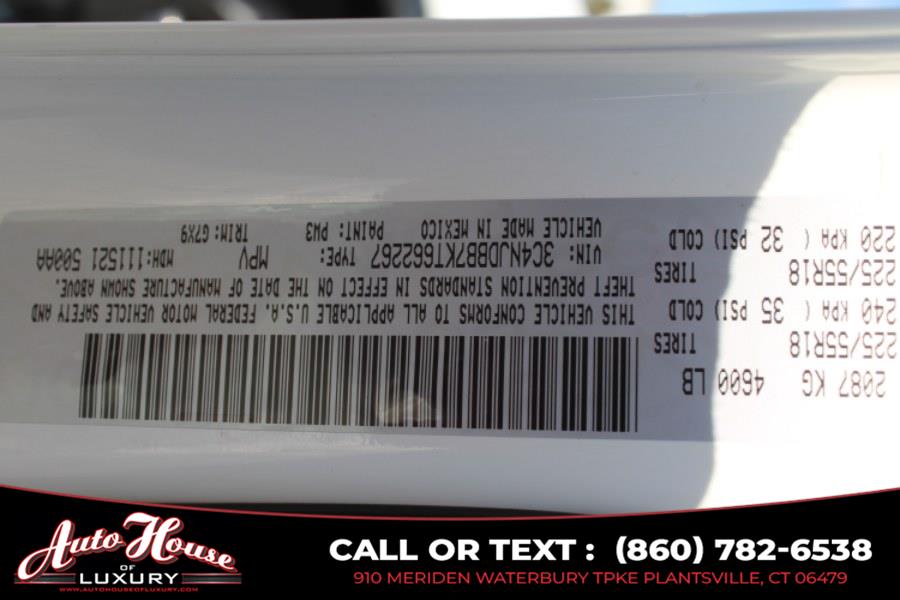 2087 KG 4600 LB
225/55R18 TIRES
240 KPA ( 35 PSI) COLD
225/55R18 TIRES
220 KPA ( 32 PSI) COLD
THIS VEHICLE CONFORMS TO ALL APPLICABLE U.S.A. FEDERAL MOTOR VEHICLE SAFETY AND
THEFT PREVENTION STANDARDS IN EFFECT ON THE DATE OF MANUFACTURE SHOWN ABOVE.
VIN: 3C4NJDBB7KT662267 TYPE: MPV MDH:111521 500AA
VEHICLE MADE IN MEXICO PAINT: PW3 TRIM: G7X9
Auto House
OF
LUXURY
WWW.AUTOHOUSEOFLUXURY.COM
CALL OR TEXT : (860) 782-6538
910 MERIDEN WATERBURY TPKE PLANTSVILLE, CT 06479